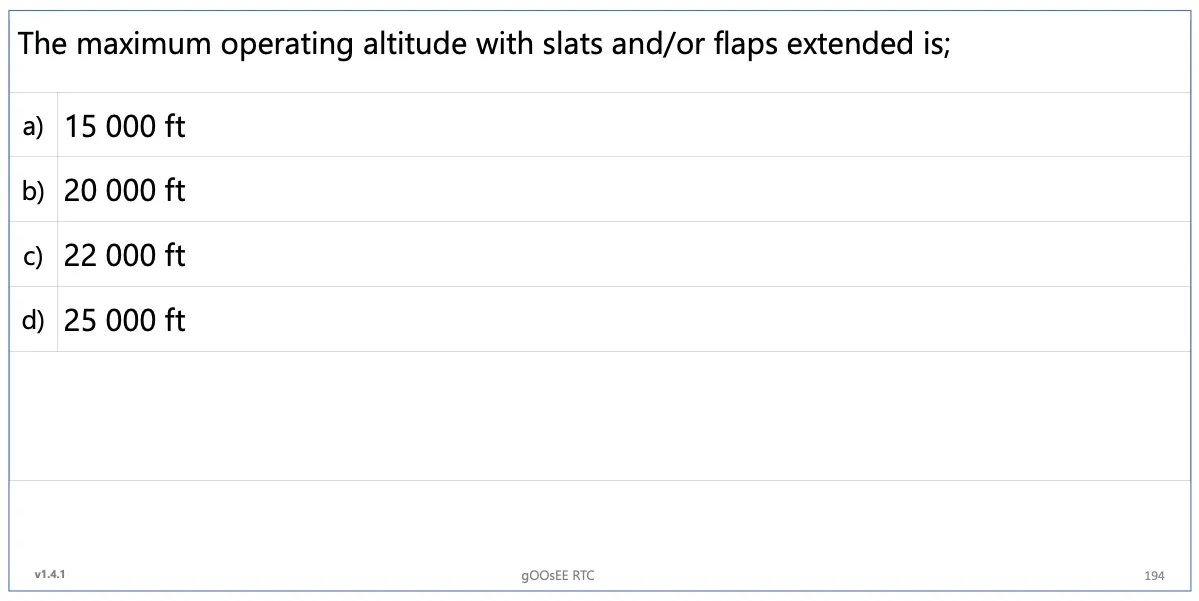 The maximum operating altitude with slats and/or flaps extended is;
a) 15 000 ft
b) 20 000 ft
c) 22 000 ft
d) 25 000 ft
v1.4.1 gOOsEE RTC 194